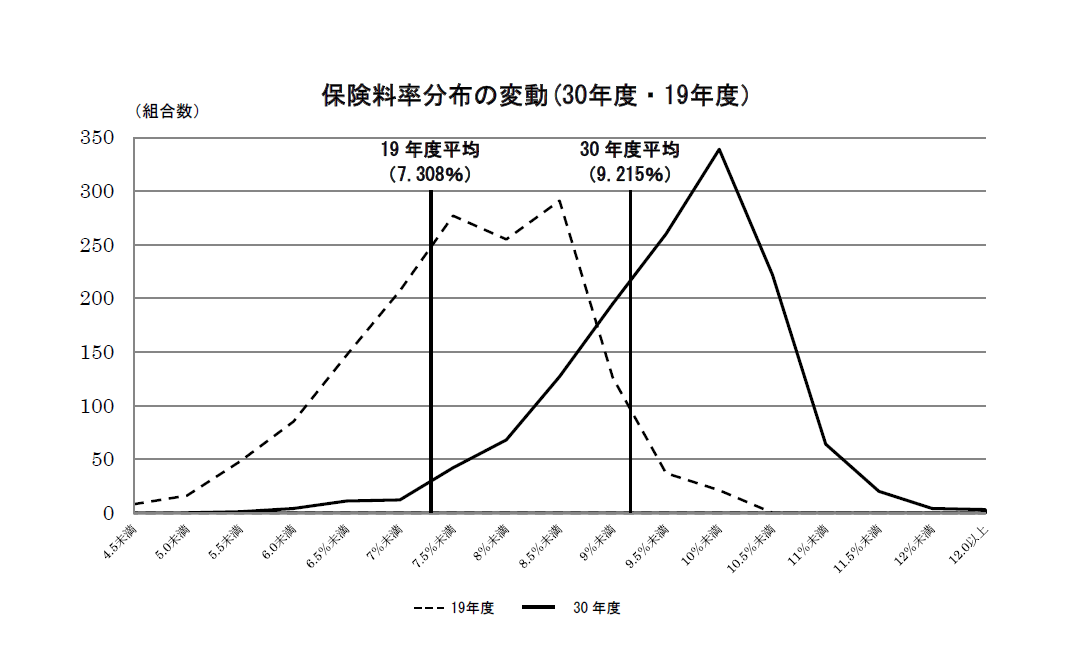 保険料率分布の変動(30年度・19年度)
(組合数)
350
300
250
200
150
100
50
0
19 年度平均
(7.308%)
30 年度平均
(9.215%)
4.5未満
5.0未満
5.5未満
6.0未満
6.5%未満
7%未満
7.5%未満
8%未満
8.5%未満
9%未満
9.5%未満
10%未満
10.5%未満
11%未満
11.5%未満
12%未満
12.0以上
19年度
30 年度